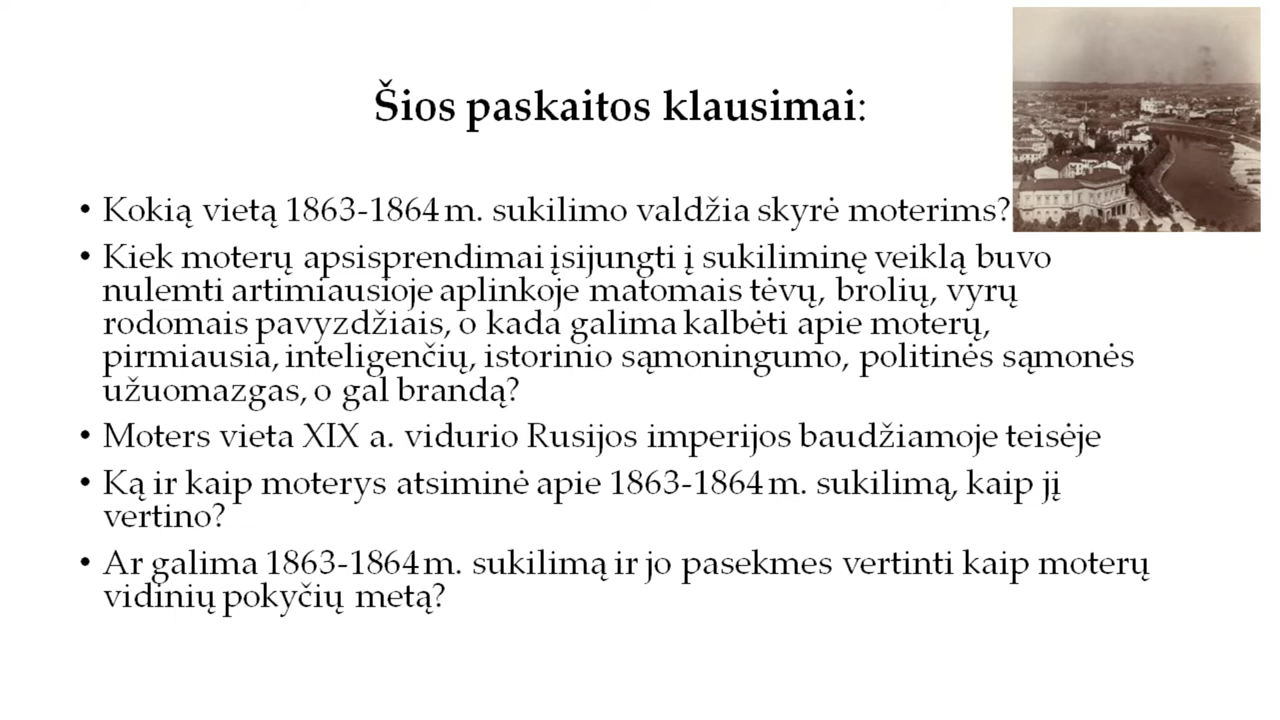 Šios paskaitos klausimai:
• Kokią vietą 1863-1864 m. sukilimo valdžia skyrė moterims?
• Kiek moterų apsisprendimai įsijungti į sukiliminę veiklą buvo
nulemti artimiausioje aplinkoje matomais tėvų, brolių, vyrų
rodomais pavyzdžiais, o kada galima kalbėti apie moterų,
pirmiausia, inteligenčių, istorinio sąmoningumo, politinės sąmonės
užuomazgas, o gal brandą?
• Moters vieta XIX a. vidurio Rusijos imperijos baudžiamoje teisėje
• Ką ir kaip moterys atsiminė apie 1863-1864 m. sukilimą, kaip jį
vertino?
• Ar galima 1863-1864 m. sukilimą ir jo pasekmes vertinti kaip moterų
vidinių pokyčių metą?